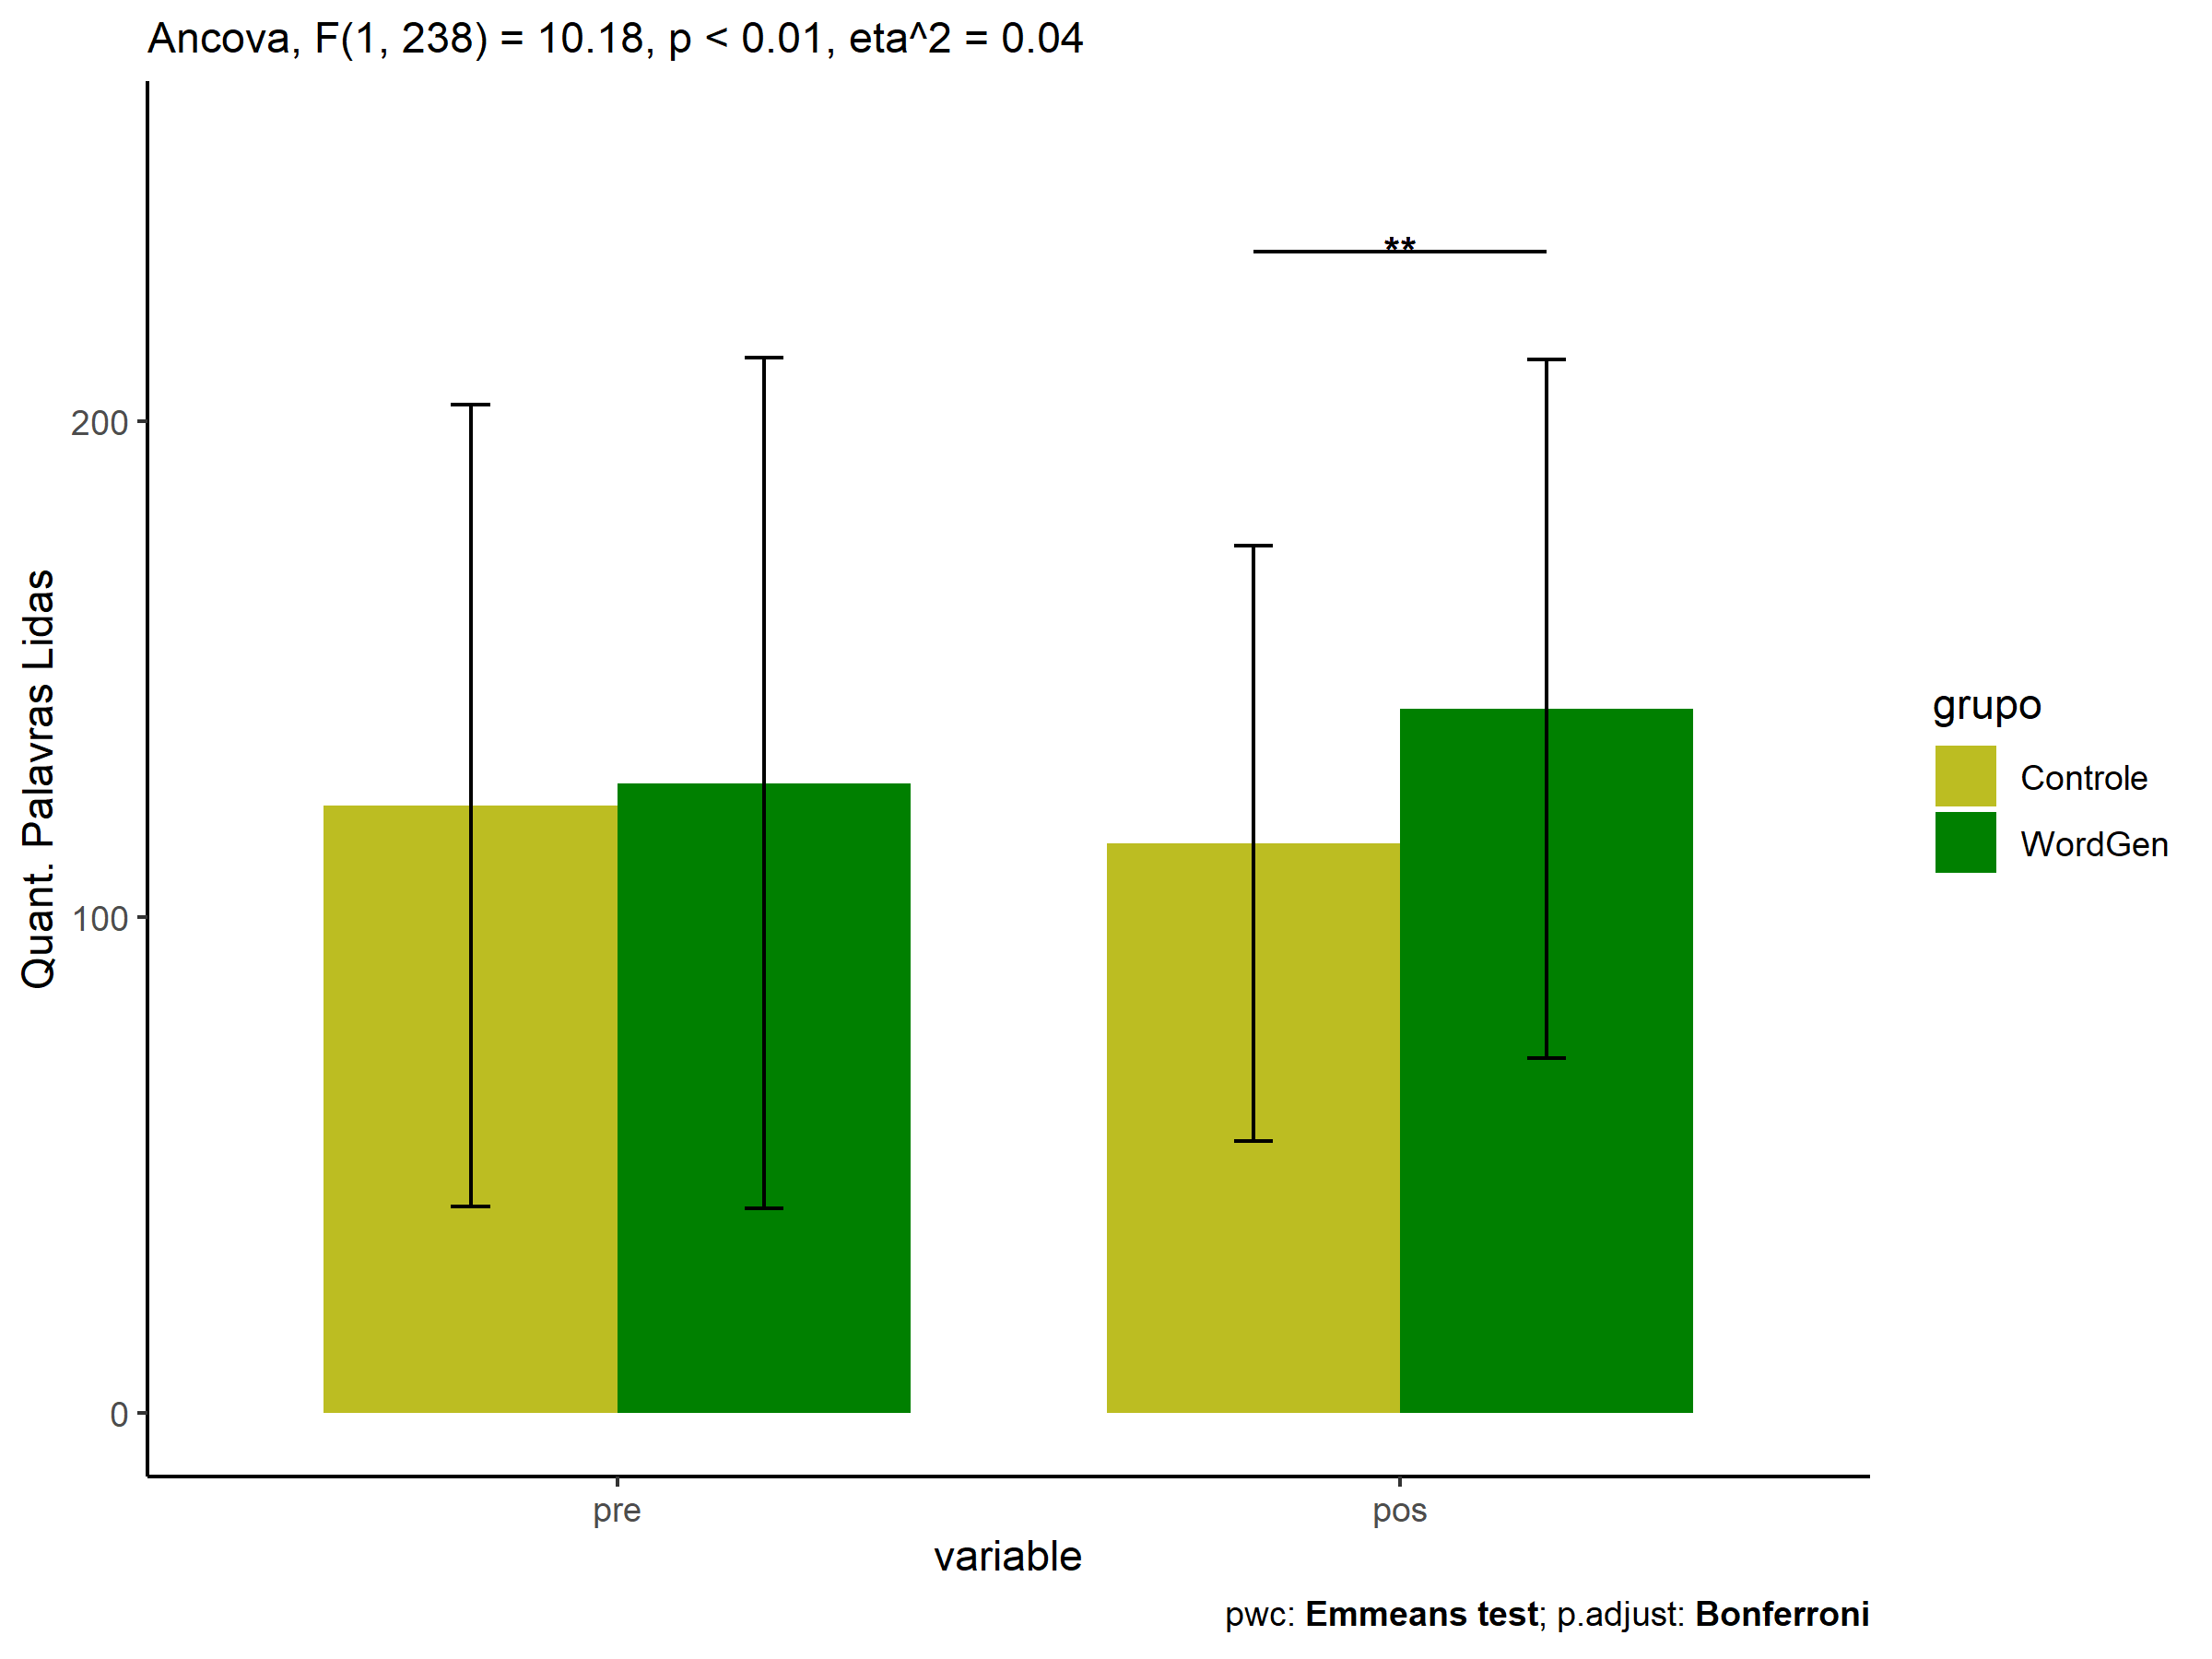 Ancova, F(1, 238) = 10.18, p < 0.01, eta^2 = 0.04
**
200
100
0
Quant. Palavras Lidas
pre
pos
variable
grupo
Controle
WordGen
pwc: Emmeans test; p.adjust: Bonferroni